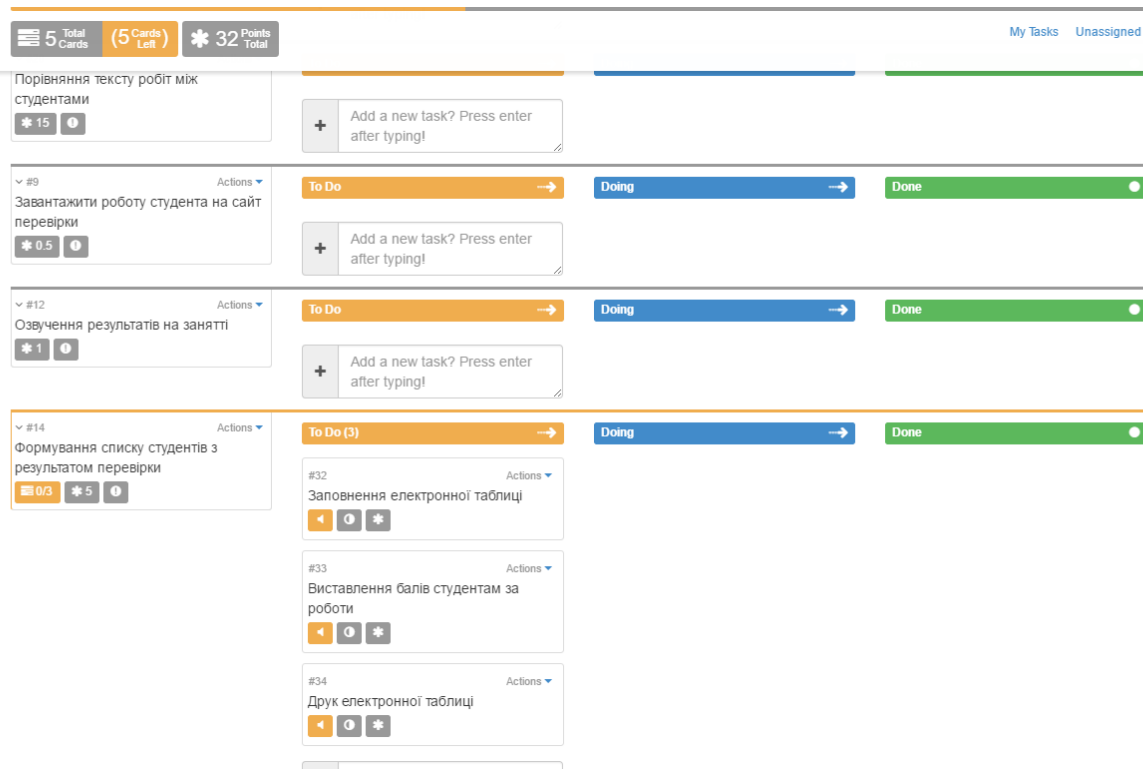 5 Total Cards (5 Cards Left) 32 Points Total
My Tasks Unassigned
Порівняння тексту робіт між
студентами
15
Add a new task? Press enter
after typing!
#9 Actions
Завантажити роботу студента на сайт
перевірки
0.5
To Do Doing Done
Add a new task? Press enter
after typing!
#12 Actions
Озвучення результатів на занятті
1
To Do Doing Done
Add a new task? Press enter
after typing!
#14 Actions
Формування списку студентів з
результатом перевірки
0/3 5
To Do (3) Doing Done
#32 Actions
Заповнення електронної таблиці
#33 Actions
Виставлення балів студентам за
роботи
#34 Actions
Друк електронної таблиці